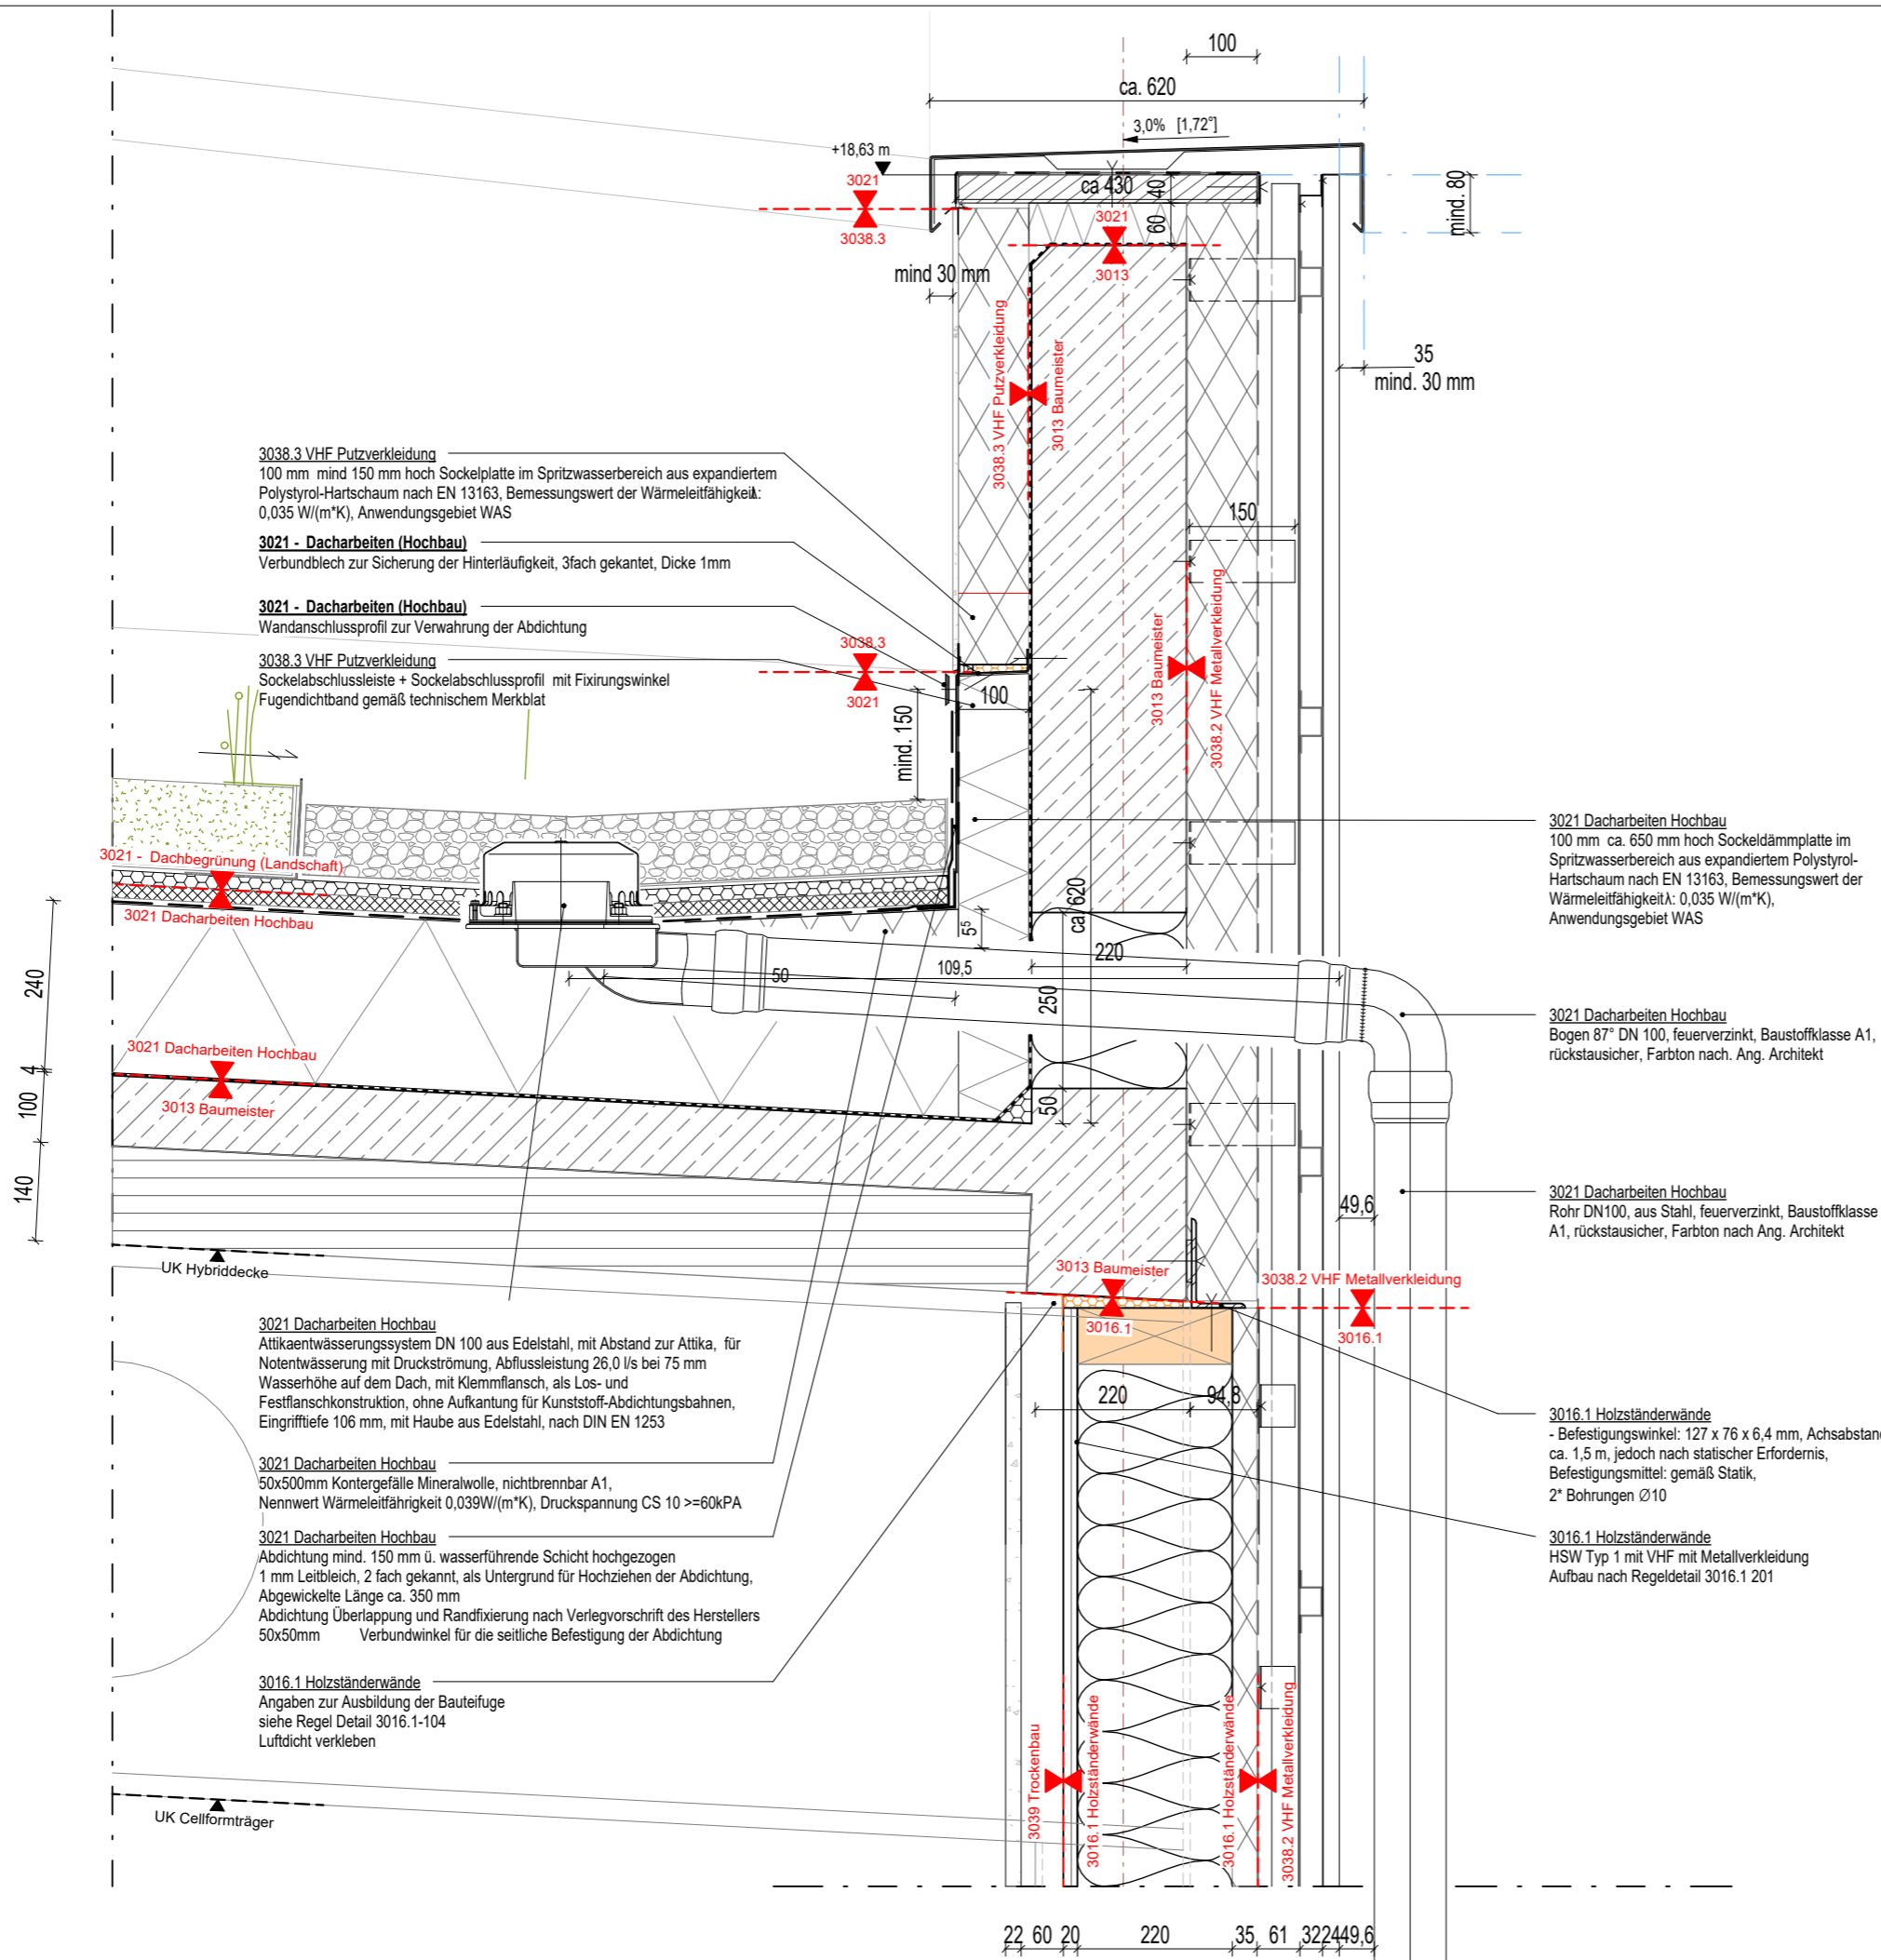 100
ca. 620
3,0% [1,72°]
+18,63 m
3021
3038.3
ca 430
40
60
mind. 80
3021
3013
mind 30 mm
35
mind. 30 mm
3038.3 VHF Putzverkleidung
3013 Baumeister
3038.3 VHF Putzverkleidung
100 mm mind 150 mm hoch Sockelplatte im Spritzwasserbereich aus expandiertem
Polystyrol-Hartschaum nach EN 13163, Bemessungswert der Wärmeleitfähigkeitλ:
0,035 W/(m*K), Anwendungsgebiet WAS
3021 - Dacharbeiten (Hochbau)
Verbundblech zur Sicherung der Hinterläufigkeit, 3fach gekantet, Dicke 1mm
3021 - Dacharbeiten (Hochbau)
Wandanschlussprofil zur Verwahrung der Abdichtung
3038.3 VHF Putzverkleidung
Sockelabschlussleiste + Sockelabschlussprofil mit Fixirungswinkel
Fugendichtband gemäß technischem Merkblat
150
3013 Baumeister
3038.2 VHF Metallverkleidung
3038.3
3021
100
mind. 150
3021 Dacharbeiten Hochbau
100 mm ca. 650 mm hoch Sockeldämmplatte im
Spritzwasserbereich aus expandiertem Polystyrol-
Hartschaum nach EN 13163, Bemessungswert der
Wärmeleitfähigkeitλ: 0,035 W/(m*K),
Anwendungsgebiet WAS
3021 - Dachbegrünung (Landschaft)
3021 Dacharbeiten Hochbau
5⁵
ca. 620
220
109,5
50
250
50
240
4
100
140
3021 Dacharbeiten Hochbau
3013 Baumeister
3021 Dacharbeiten Hochbau
Bogen 87° DN 100, feuerverzinkt, Baustoffklasse A1,
rückstausicher, Farbton nach. Ang. Architekt
3021 Dacharbeiten Hochbau
Rohr DN100, aus Stahl, feuerverzinkt, Baustoffklasse
A1, rückstausicher, Farbton nach Ang. Architekt
49,6
UK Hybriddecke
3013 Baumeister
3016.1
3038.2 VHF Metallverkleidung
3016.1
3021 Dacharbeiten Hochbau
Attikaentwässerungssystem DN 100 aus Edelstahl, mit Abstand zur Attika, für
Notentwässerung mit Druckströmung, Abflussleistung 26,0 l/s bei 75 mm
Wasserhöhe auf dem Dach, mit Klemmflansch, als Los- und
Festflanschkonstruktion, ohne Aufkantung für Kunststoff-Abdichtungsbahnen,
Eingrifftiefe 106 mm, mit Haube aus Edelstahl, nach DIN EN 1253
3021 Dacharbeiten Hochbau
50x500mm Kontergefälle Mineralwolle, nichtbrennbar A1,
Nennwert Wärmeleitfährigkeit 0,039W/(m*K), Druckspannung CS 10 >=60kPA
3021 Dacharbeiten Hochbau
Abdichtung mind. 150 mm ü. wasserführende Schicht hochgezogen
1 mm Leitbleich, 2 fach gekannt, als Untergrund für Hochziehen der Abdichtung,
Abgewickelte Länge ca. 350 mm
Abdichtung Überlappung und Randfixierung nach Verlegvorschrift des Herstellers
50x50mm Verbundwinkel für die seitliche Befestigung der Abdichtung
3016.1 Holzständerwände
Angaben zur Ausbildung der Bauteifuge
siehe Regel Detail 3016.1-104
Luftdicht verkleben
220
94,8
3016.1 Holzständerwände
- Befestigungswinkel: 127 x 76 x 6,4 mm, Achsabstand
ca. 1,5 m, jedoch nach statischer Erfordernis,
Befestigungsmittel: gemäß Statik,
2* Bohrungen Ø10
3016.1 Holzständerwände
HSW Typ 1 mit VHF mit Metallverkleidung
Aufbau nach Regeldetail 3016.1 201
3039 Trockenbau
3016.1 Holzständerwände
3016.1 Holzständerwände
3038.2 VHF Metallverkleidung
UK Cellformträger
22 60 20 220 35 61 32 24 49,6